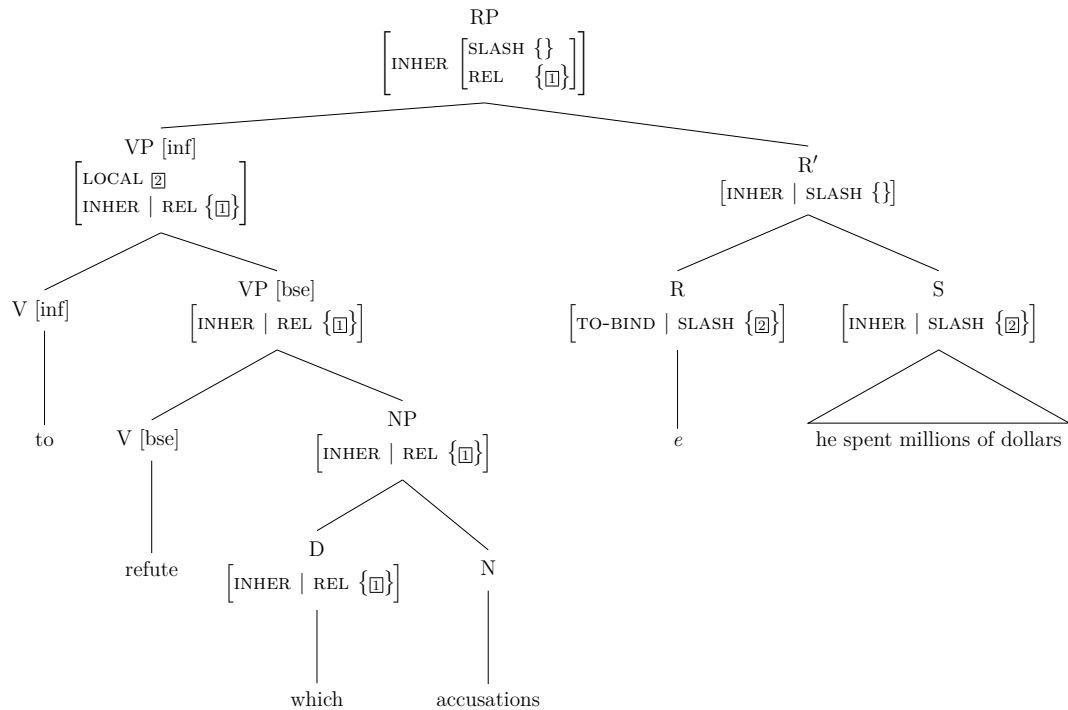 RP
[INHER [SLASH {}
REL {1}]]
VP [inf]
[LOCAL 2
INHER | REL {1}]
R′
[INHER | SLASH {}]
V [inf]
VP [bse]
[INHER | REL {1}]
R
[TO-BIND | SLASH {2}]
S
[INHER | SLASH {2}]
to
V [bse]
NP
[INHER | REL {1}]
e
he spent millions of dollars
refute
D
[INHER | REL {1}]
N
which
accusations